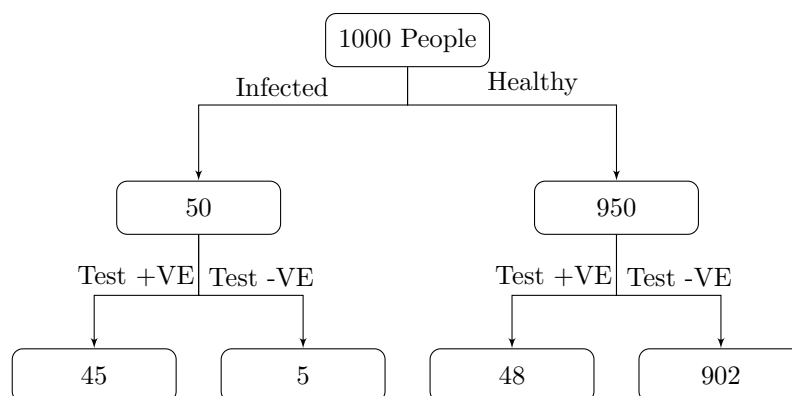 1000 People
Infected
Healthy
50
950
Test +VE
Test -VE
Test +VE
Test -VE
45
5
48
902